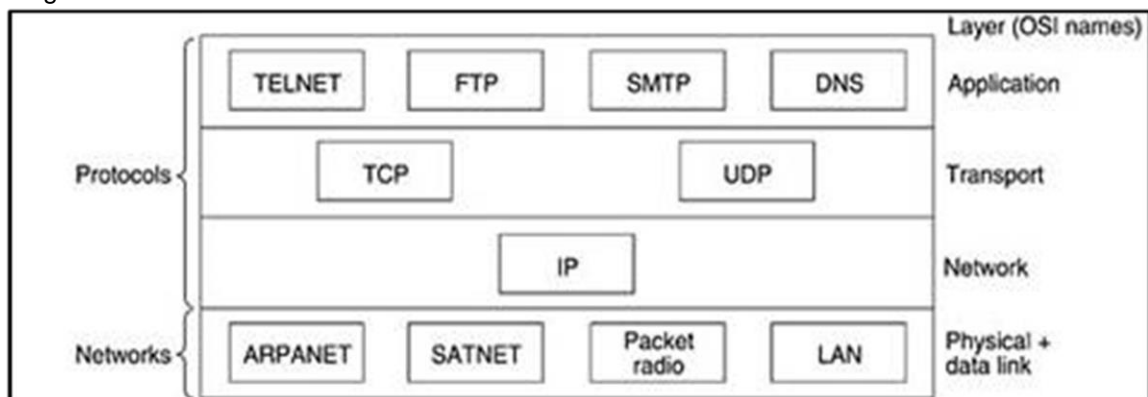 Layer (OSI names)
TELNET FTP SMTP DNS Application
Protocols TCP UDP Transport
IP Network
Networks ARPANET SATNET Packet radio LAN Physical + data link